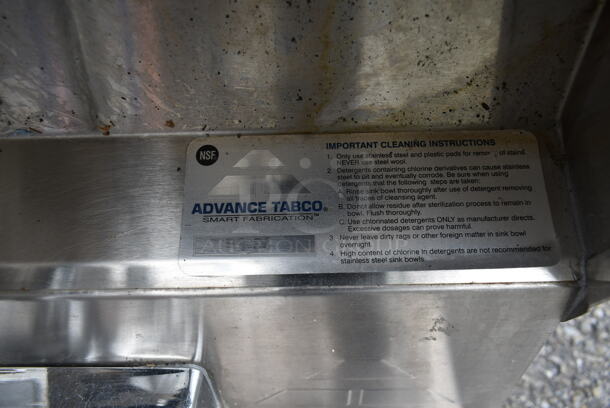 NSF
ADVANCE TABCO®
SMART FABRICATION™
IMPORTANT CLEANING INSTRUCTIONS
1. Only use stainless steel and plastic pads for of stains.
NEVER use steel wool.
2. Detergents containing chlorine derivatives can cause stainless
steel to pit and eventually corrode. Be sure when using
detergents that the following steps are taken:
A. Rinse sink bowl thoroughly after use of detergent removing
all traces of cleansing agent.
B. Do not allow residue after sterilization process to remain in
bowl. Flush thoroughly.
C. Use chlorinated detergents ONLY as manufacturer directs.
Excessive dosages can prove harmful.
3 Never leave dirty rags or other foreign matter in sink bowl
overnight.
4. High content of chlorine in detergents are not recommended for
stainless steel sink bowls.
AUCTION